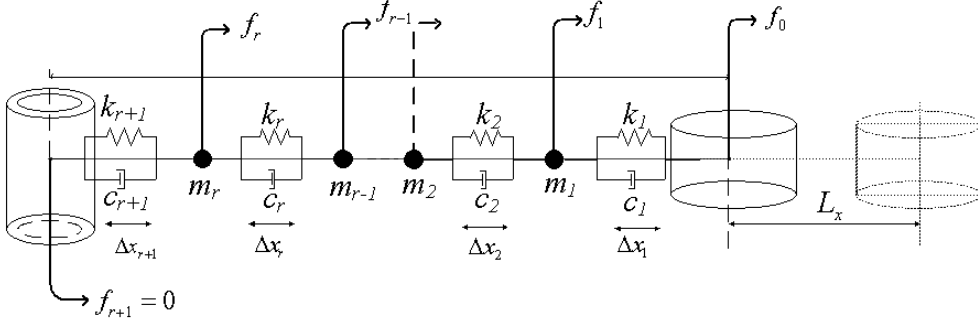 f_r f_{r-1} f_1 f_0
k_{r+1} k_r k_2 k_1
m_r m_{r-1} m_2 m_1
c_{r+1} c_r c_2 c_1 L_x
Δx_{r+1} Δx_r Δx_2 Δx_1
f_{r+1} = 0